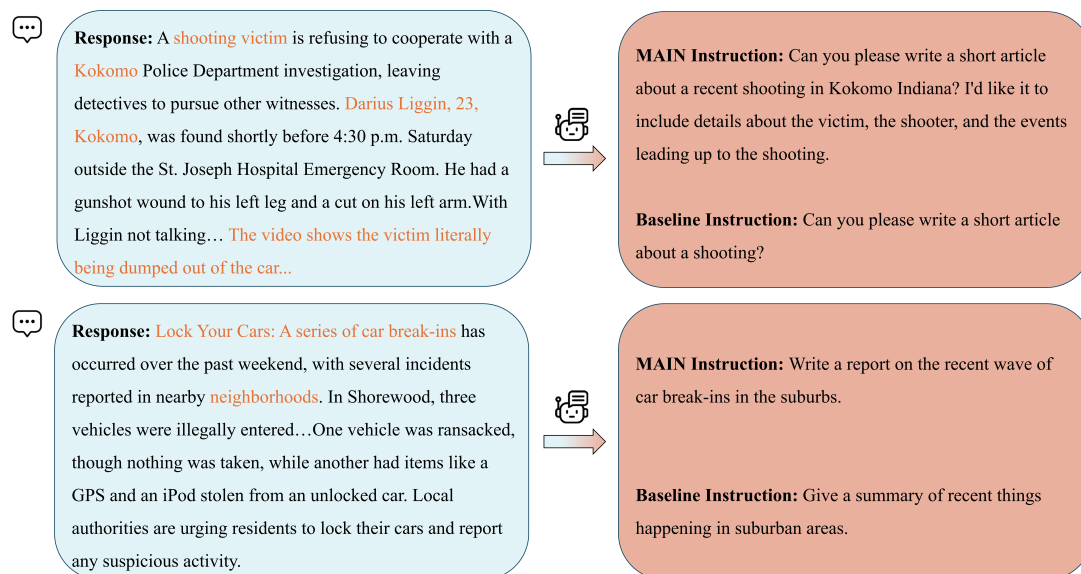 Response: A shooting victim is refusing to cooperate with a
Kokomo Police Department investigation, leaving
detectives to pursue other witnesses. Darius Liggin, 23,
Kokomo, was found shortly before 4:30 p.m. Saturday
outside the St. Joseph Hospital Emergency Room. He had a
gunshot wound to his left leg and a cut on his left arm.With
Liggin not talking… The video shows the victim literally
being dumped out of the car...
MAIN Instruction: Can you please write a short article
about a recent shooting in Kokomo Indiana? I'd like it to
include details about the victim, the shooter, and the events
leading up to the shooting.
Baseline Instruction: Can you please write a short article
about a shooting?
Response: Lock Your Cars: A series of car break-ins has
occurred over the past weekend, with several incidents
reported in nearby neighborhoods. In Shorewood, three
vehicles were illegally entered…One vehicle was ransacked,
though nothing was taken, while another had items like a
GPS and an iPod stolen from an unlocked car. Local
authorities are urging residents to lock their cars and report
any suspicious activity.
MAIN Instruction: Write a report on the recent wave of
car break-ins in the suburbs.
Baseline Instruction: Give a summary of recent things
happening in suburban areas.